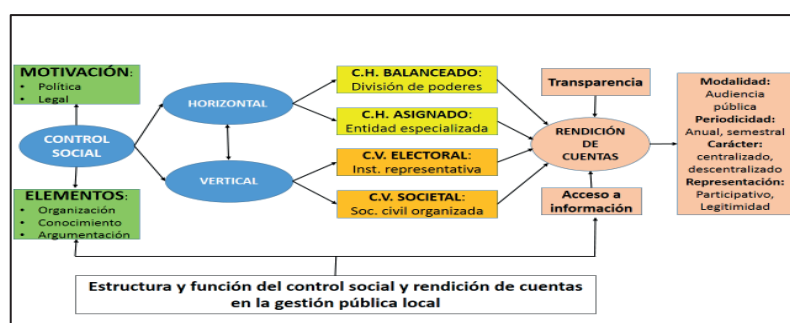 MOTIVACIÓN:
• Política
• Legal
CONTROL
SOCIAL
ELEMENTOS:
• Organización
• Conocimiento
• Argumentación
HORIZONTAL
VERTICAL
C.H. BALANCEADO:
División de poderes
C.H. ASIGNADO:
Entidad especializada
C.V. ELECTORAL:
Inst. representativa
C.V. SOCIETAL:
Soc. civil organizada
Transparencia
RENDICIÓN
DE
CUENTAS
Acceso a
información
Modalidad:
Audiencia
pública
Periodicidad:
Anual, semestral
Carácter:
centralizado,
descentralizado
Representación:
Participativo,
Legitimidad
Estructura y función del control social y rendición de cuentas
en la gestión pública local